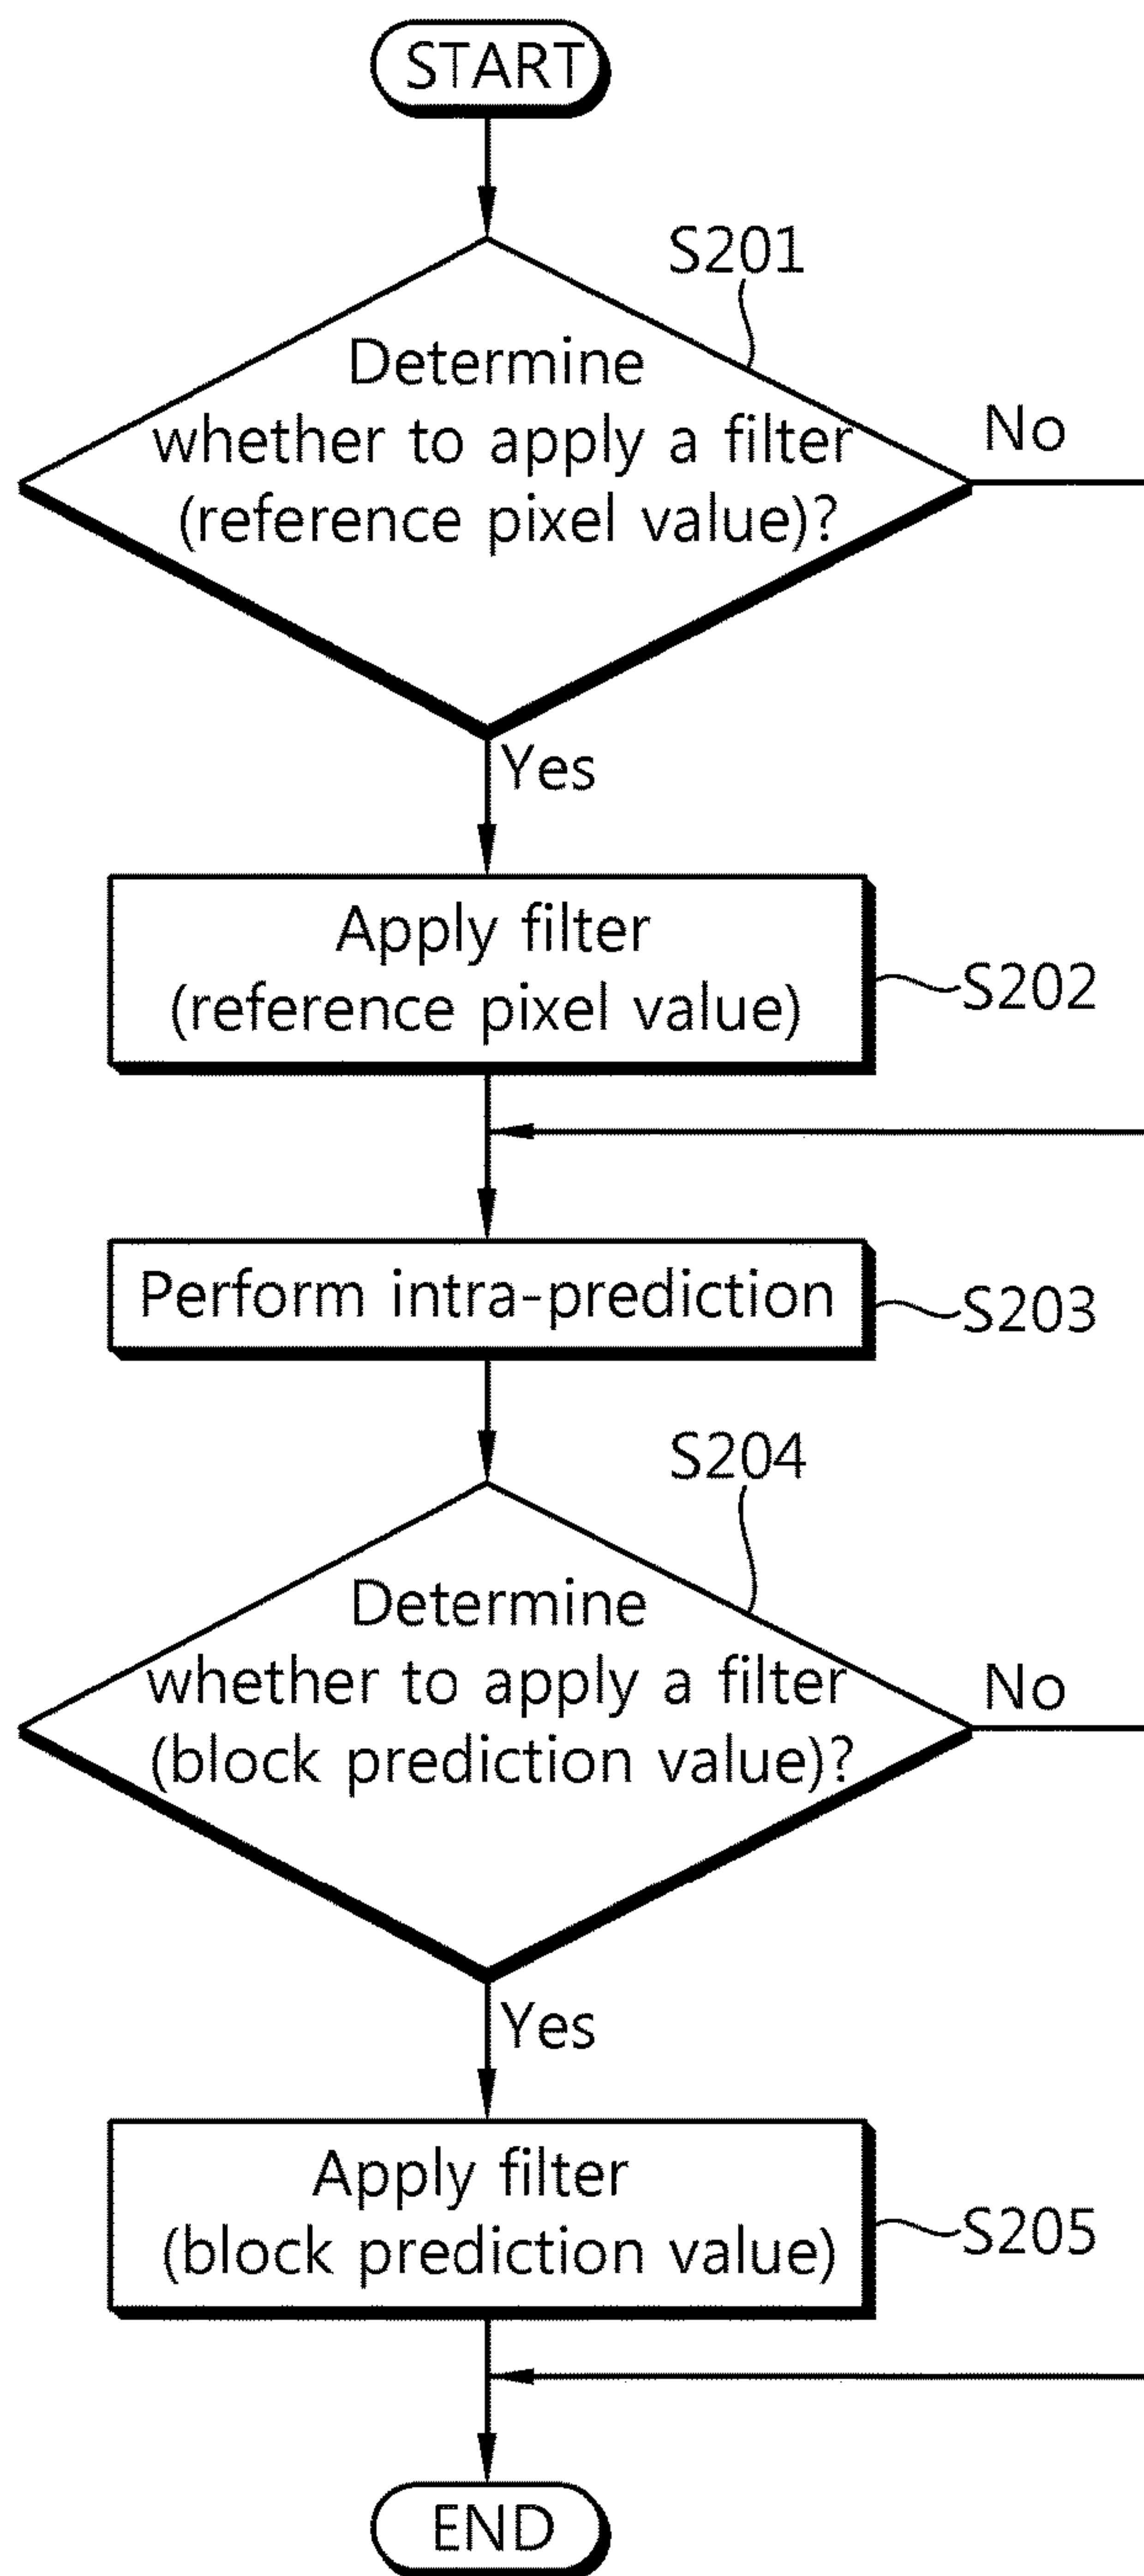 START
S201
Determine
whether to apply a filter
(reference pixel value)?
No
Yes
Apply filter
(reference pixel value)
S202
Perform intra-prediction
S203
S204
Determine
whether to apply a filter
(block prediction value)?
No
Yes
Apply filter
(block prediction value)
S205
END